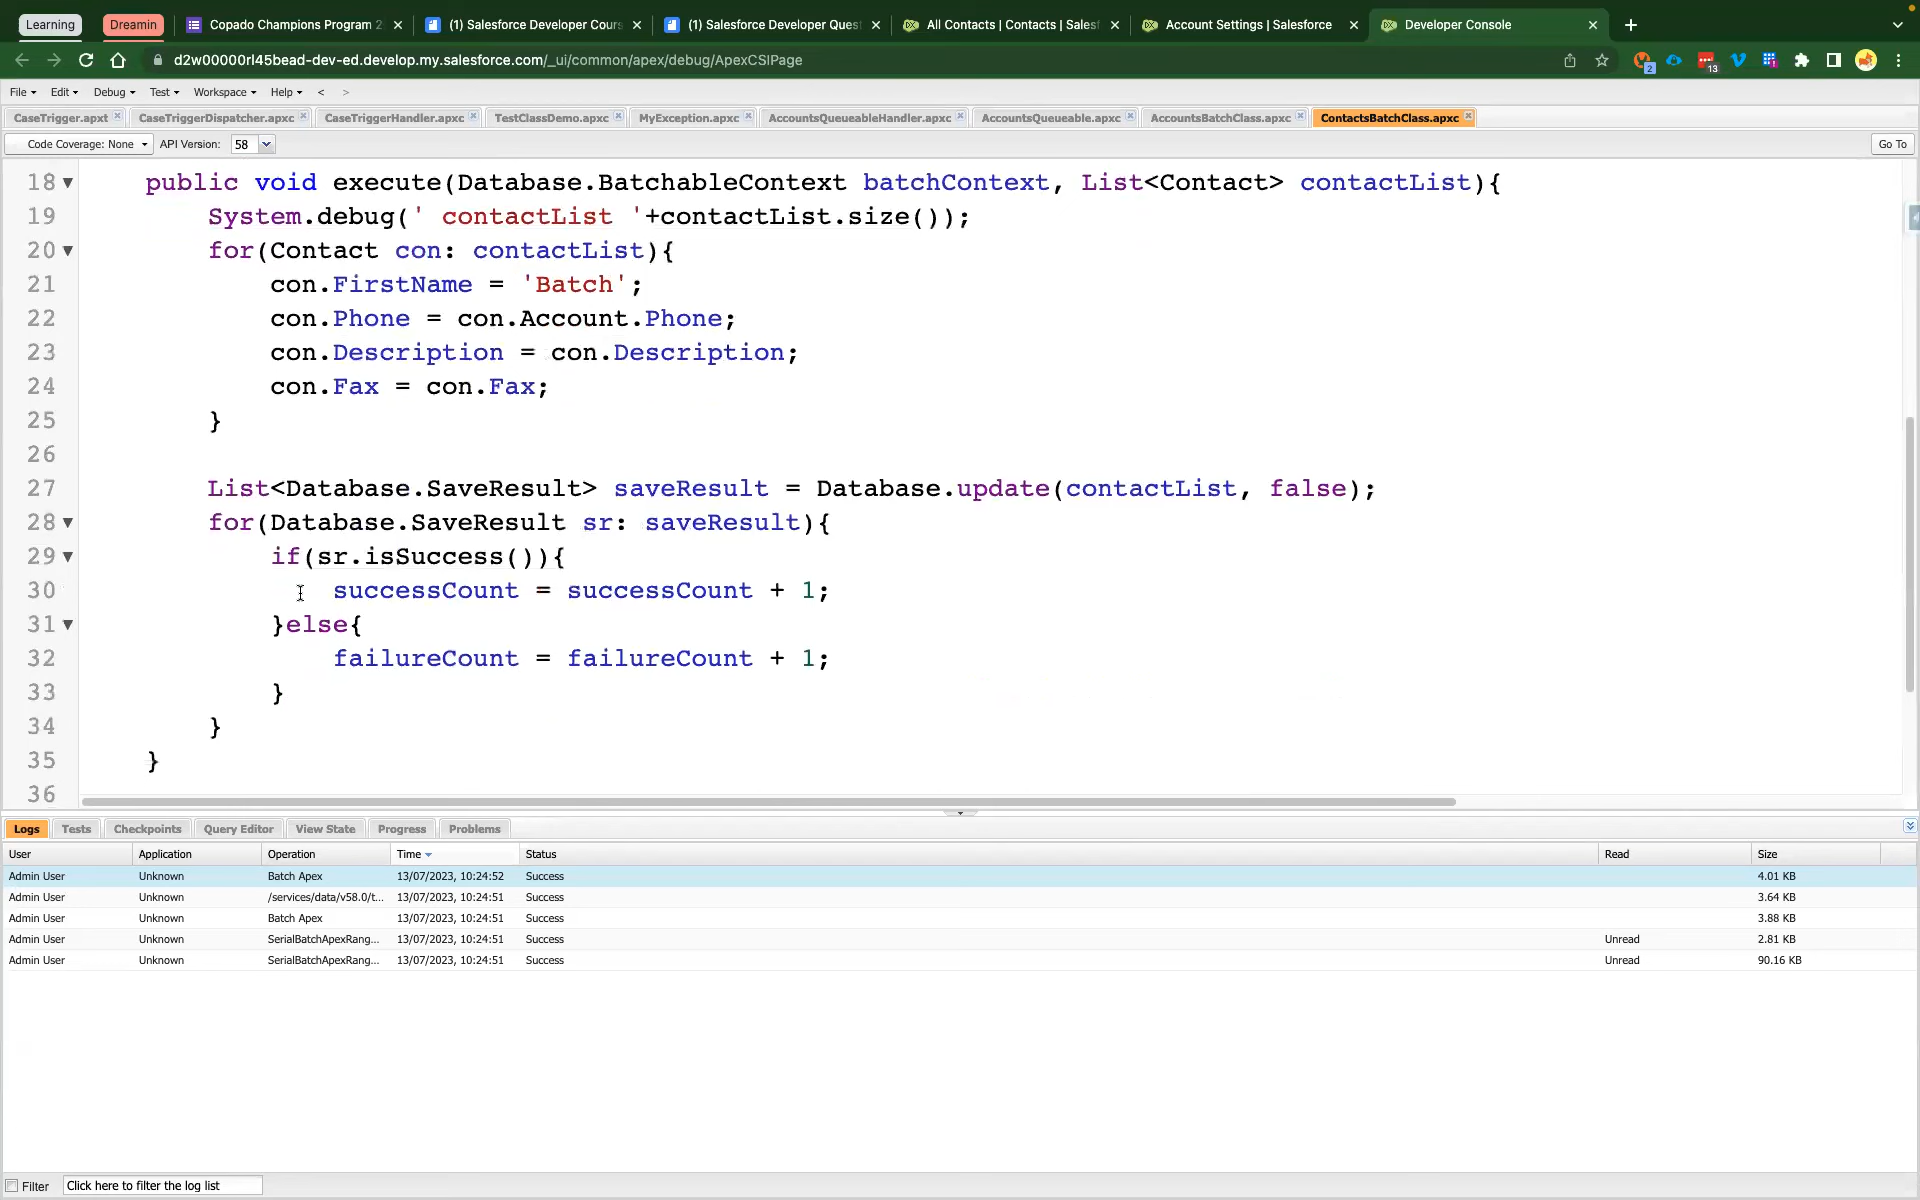 Learning Dreamin Copado Champions Program 2 (1) Salesforce Developer Cour (1) Salesforce Developer Ques All Contacts | Contacts | Salesf Account Settings | Salesforce Developer Console
d2w00000rl45bead-dev-ed.develop.my.salesforce.com/_ui/common/apex/debug/ApexCSIPage 2 13
File Edit Debug Test Workspace Help < >
CaseTrigger.apxt CaseTriggerDispatcher.apxc CaseTriggerHandler.apxc TestClassDemo.apxc MyException.apxc AccountsQueueableHandler.apxc AccountsQueueable.apxc AccountsBatchClass.apxc ContactsBatchClass.apxc
Code Coverage: None API Version: 58 Go To
18 public void execute(Database.BatchableContext batchContext, List<Contact> contactList){
19 System.debug(' contactList '+contactList.size());
20 for(Contact con: contactList){
21 con.FirstName = 'Batch';
22 con.Phone = con.Account.Phone;
23 con.Description = con.Description;
24 con.Fax = con.Fax;
25 }
26
27 List<Database.SaveResult> saveResult = Database.update(contactList, false);
28 for(Database.SaveResult sr: saveResult){
29 if(sr.isSuccess()){
30 successCount = successCount + 1;
31 }else{
32 failureCount = failureCount + 1;
33 }
34 }
35 }
36
Logs Tests Checkpoints Query Editor View State Progress Problems
User Application Operation Time Status Read Size
Admin User Unknown Batch Apex 13/07/2023, 10:24:52 Success 4.01 KB
Admin User Unknown /services/data/v58.0/t... 13/07/2023, 10:24:51 Success 3.64 KB
Admin User Unknown Batch Apex 13/07/2023, 10:24:51 Success 3.88 KB
Admin User Unknown SerialBatchApexRang... 13/07/2023, 10:24:51 Success Unread 2.81 KB
Admin User Unknown SerialBatchApexRang... 13/07/2023, 10:24:51 Success Unread 90.16 KB
Filter Click here to filter the log list